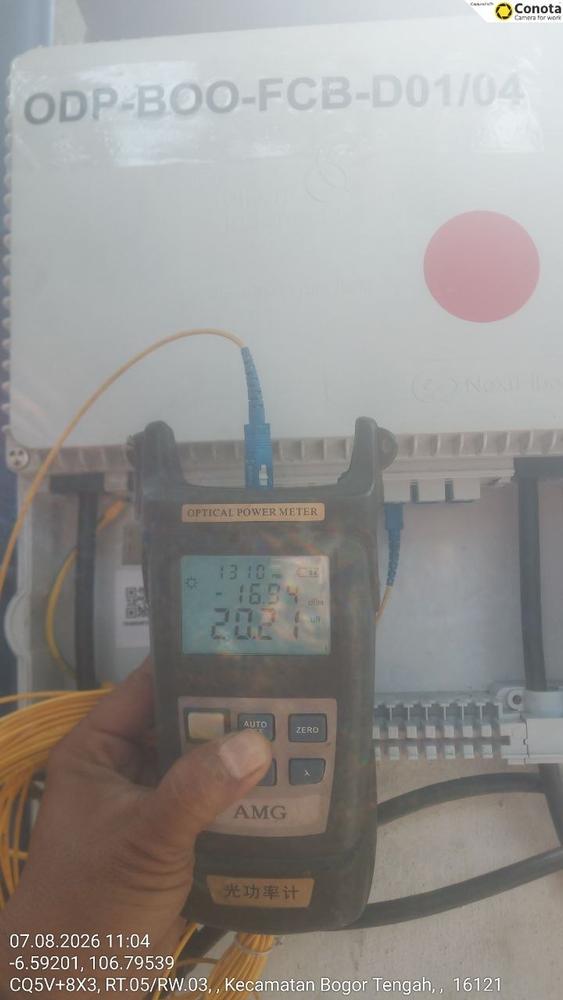 Conota
Camera for work
ODP-BOO-FCB-D01/04
OPTICAL POWER METER
1310
-16.94
dBm
20.21
uW
AUTO
ZERO
λ
AMG
光功率计
07.08.2026 11:04
-6.59201, 106.79539
CQ5V+8X3, RT.05/RW.03, , Kecamatan Bogor Tengah, , 16121